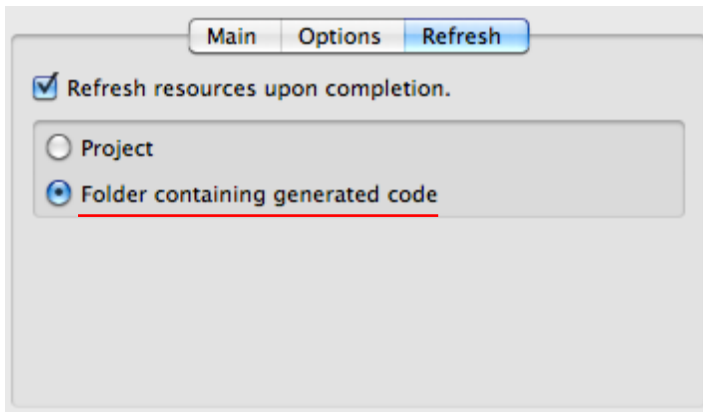 Main Options Refresh
Refresh resources upon completion.
Project
Folder containing generated code